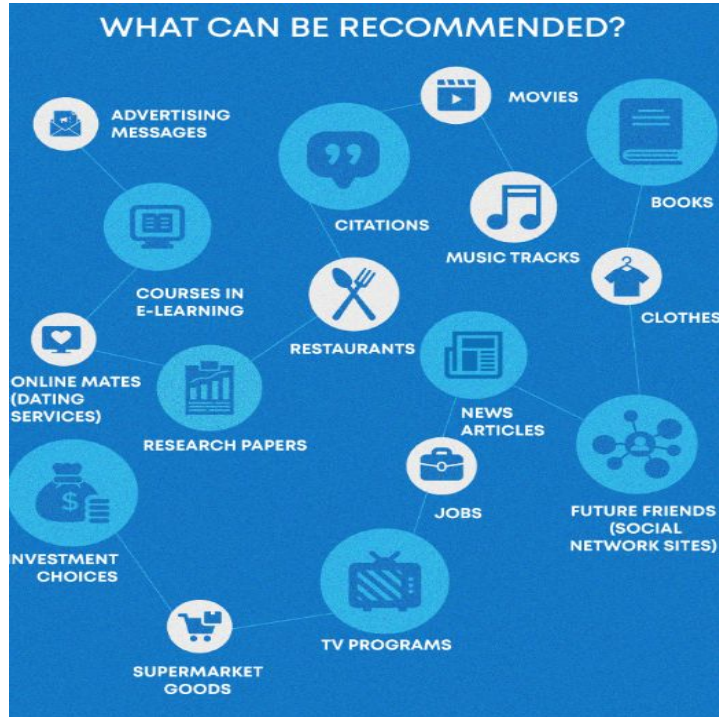 WHAT CAN BE RECOMMENDED?
ADVERTISING
MESSAGES
MOVIES
CITATIONS
BOOKS
MUSIC TRACKS
COURSES IN
E-LEARNING
RESTAURANTS
CLOTHES
ONLINE MATES
(DATING
SERVICES)
RESEARCH PAPERS
NEWS
ARTICLES
JOBS
FUTURE FRIENDS
(SOCIAL
NETWORK SITES)
INVESTMENT
CHOICES
$
TV PROGRAMS
SUPERMARKET
GOODS